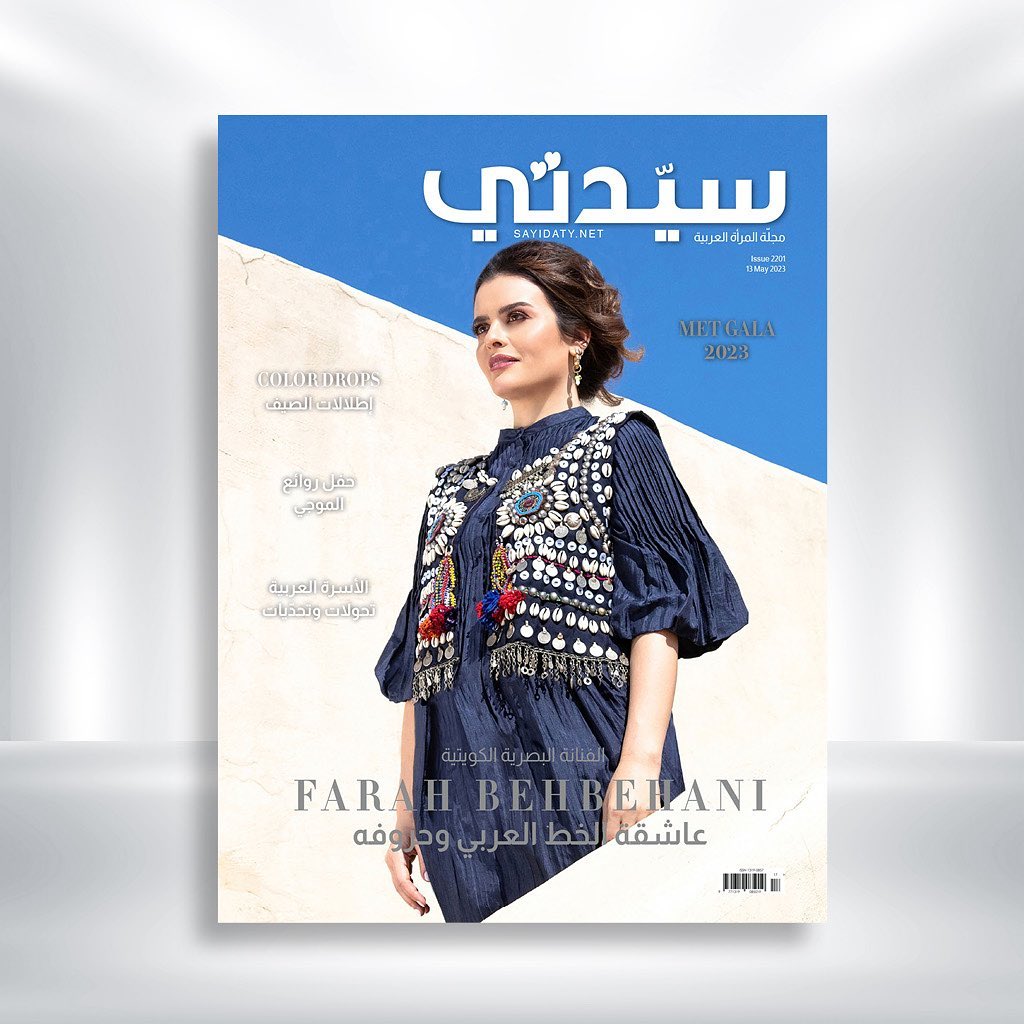 سيّدتي
SAYIDATY.NET
مجلّة المرأة العربية
Issue 2201
13 May 2023
MET GALA
2023
COLOR DROPS
إطلالات الصيف
حفل روائع
الموجي
الأسرة العربية
تحولات وتحديات
الفنانة البصرية الكويتية
FARAH BEHBEHANI
عاشقة الخط العربي وحروفه